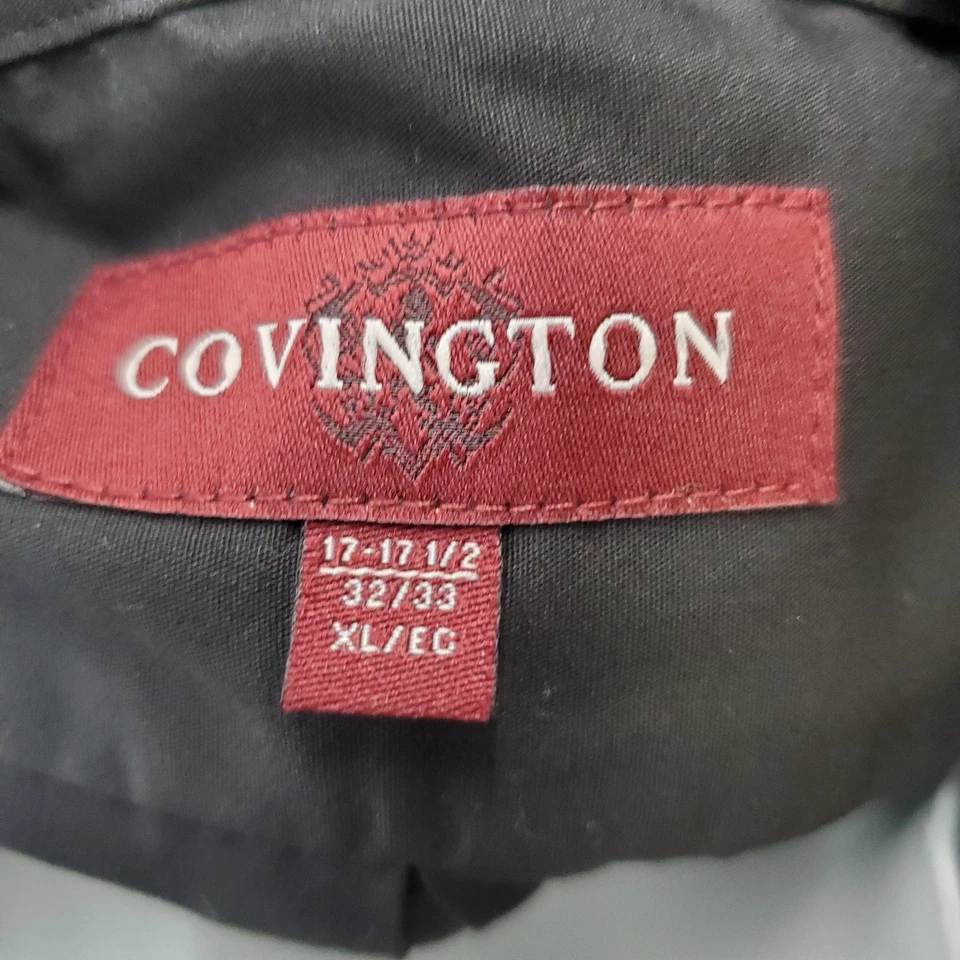 COVINGTON
17-17 1/2
32/33
XL/EG